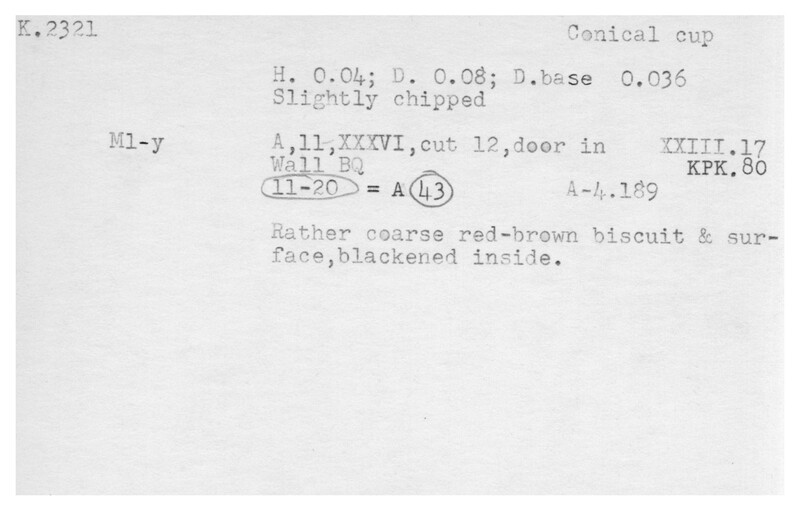 K.2321
Conical cup
H. 0.04; D. 0.08; D.base 0.036
Slightly chipped
M1-y
A,11,XXXVI,cut 12,door in XXIII.17
Wall BQ KPK.80
11-20 = A 43 A-4.189
Rather coarse red-brown biscuit & sur-
face,blackened inside.